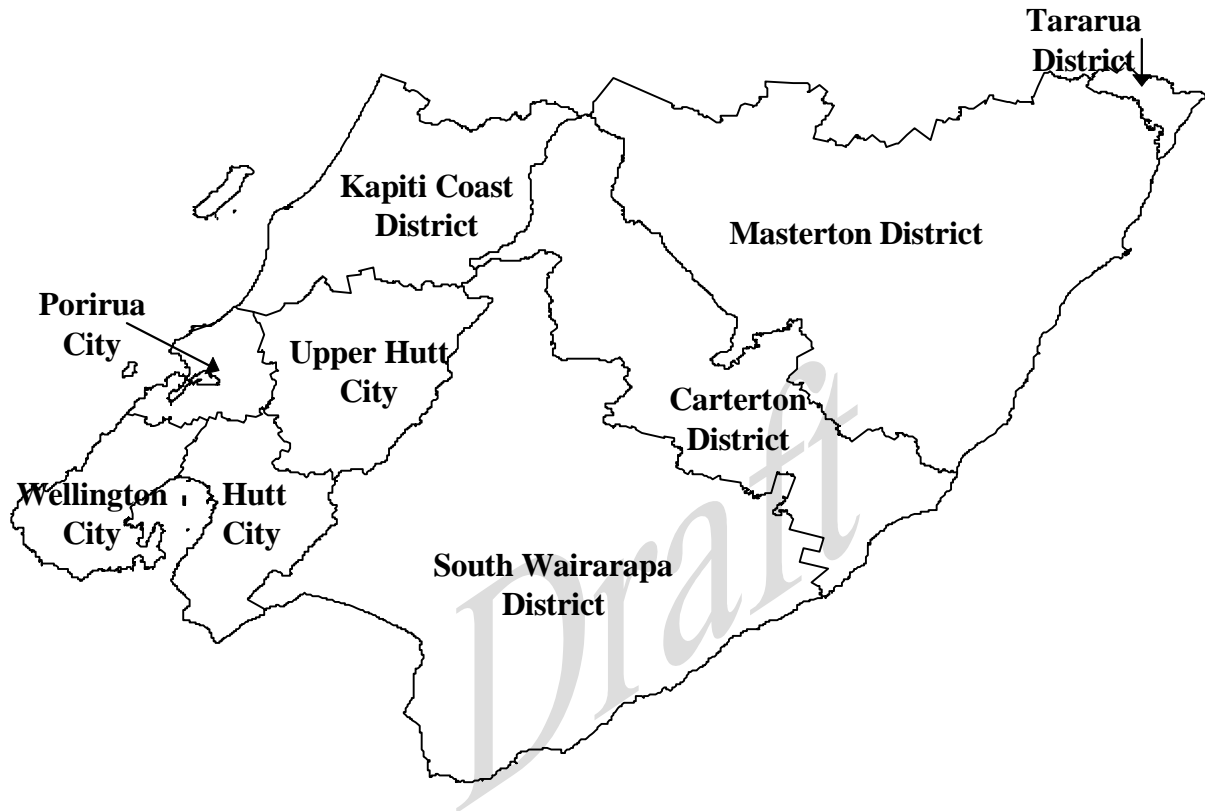 Tararua
District
Kapiti Coast
District
Masterton District
Porirua
City
Upper Hutt
City
Carterton
District
Wellington
City
Hutt
City
South Wairarapa
District
Draft